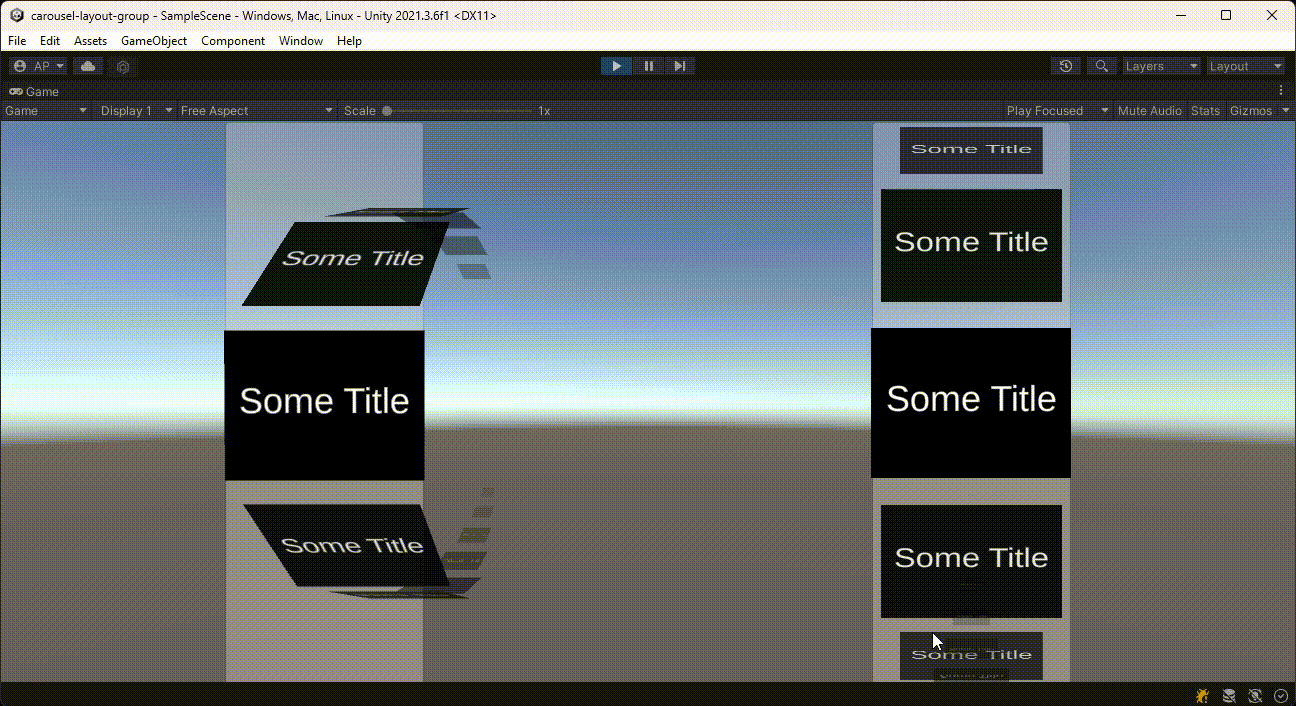 carousel-layout-group - SampleScene - Windows, Mac, Linux - Unity 2021.3.6f1 <DX11>
File Edit Assets GameObject Component Window Help
AP Layers Layout
Game
Game Display 1 Free Aspect Scale 1x Play Focused Mute Audio Stats Gizmos
Some Title
Some Title
Some Title
Some Title
Some Title
Some Title
Some Title
Some Title